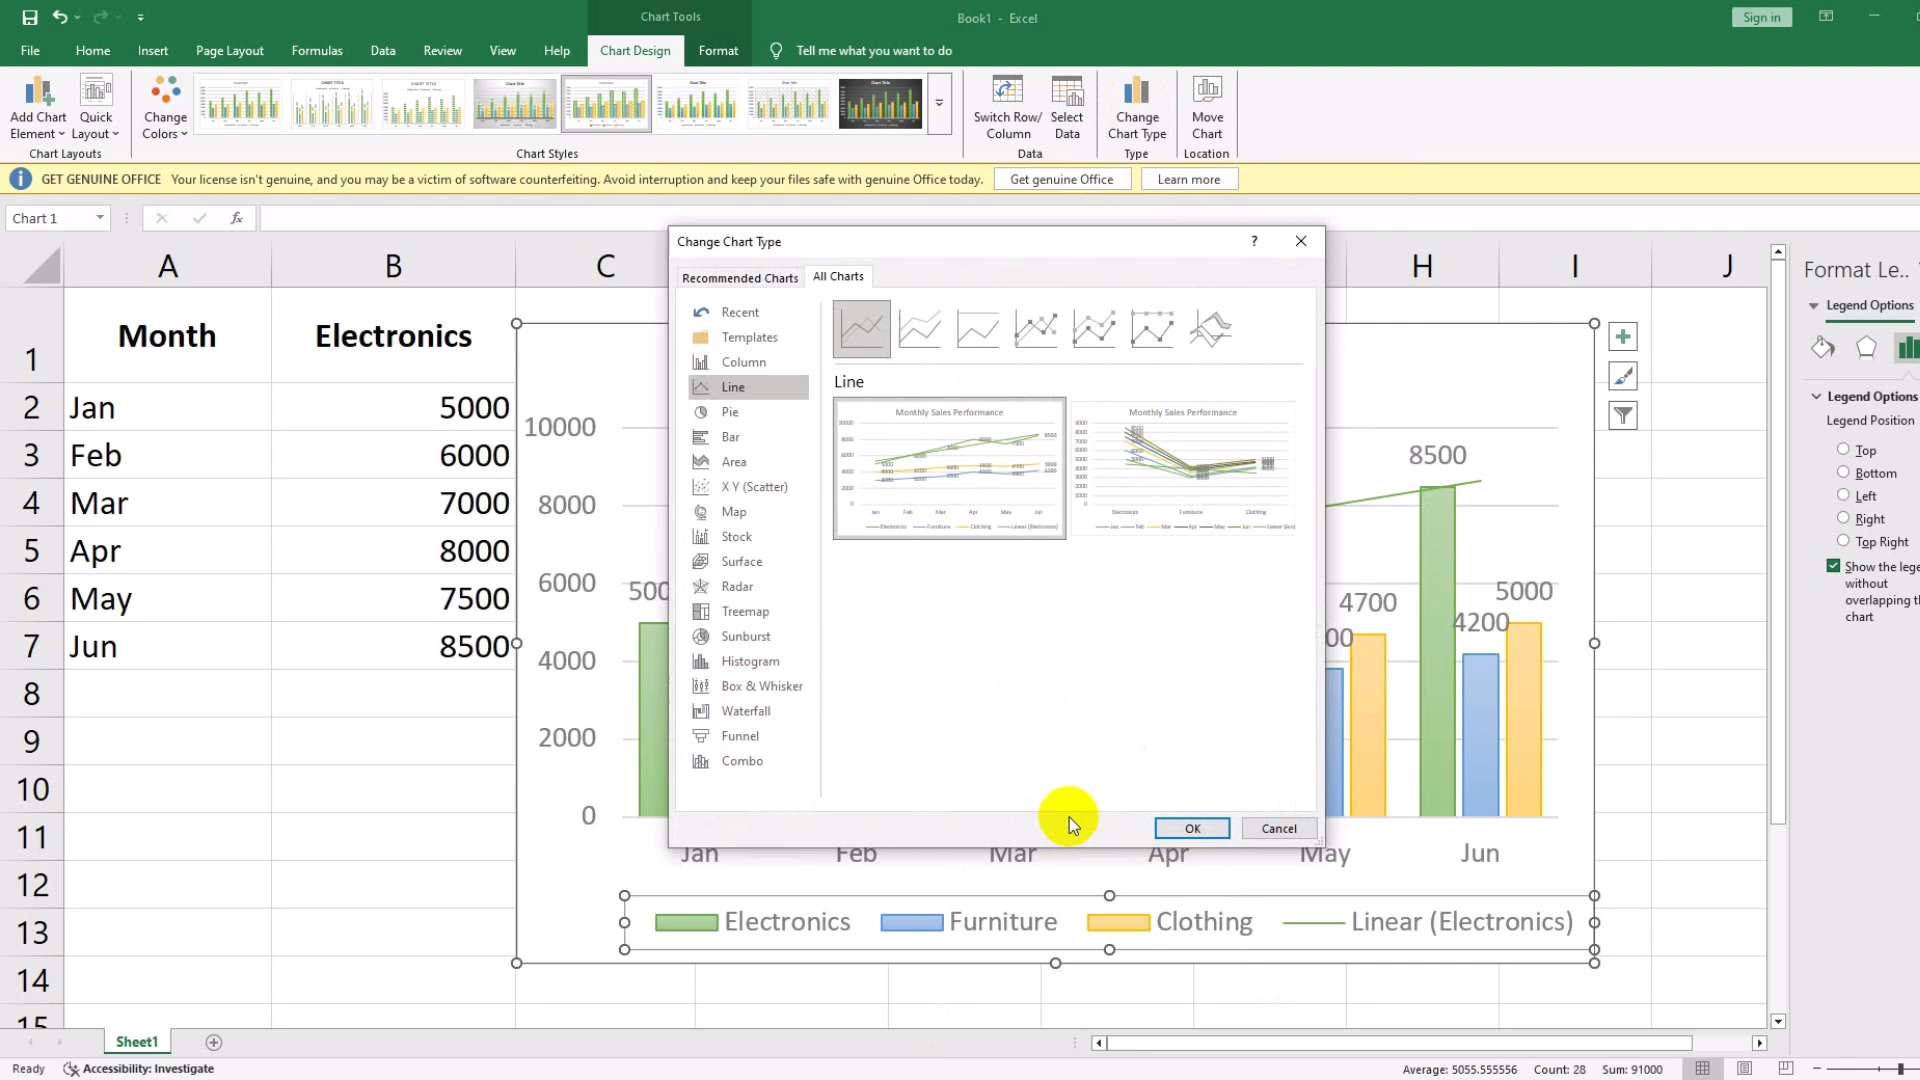 Chart Tools
Book1 - Excel
Sign in
File Home Insert Page Layout Formulas Data Review View Help Chart Design Format Tell me what you want to do
Add Chart Element
Quick Layout
Change Colors
Switch Row/ Column
Select Data
Change Chart Type
Move Chart
Chart Layouts
Chart Styles
Data
Type
Location
GET GENUINE OFFICE Your license isn't genuine, and you may be a victim of software counterfeiting. Avoid interruption and keep your files safe with genuine Office today. Get genuine Office Learn more
Chart 1
fx
A B C H I J
1 Month Electronics
2 Jan 5000
3 Feb 6000
4 Mar 7000
5 Apr 8000
6 May 7500
7 Jun 8500
8
9
10
11
12
13
14
15
10000
8000
6000
4000
2000
0
8500
4700
4200
5000
Jan Feb Mar Apr May Jun
Electronics Furniture Clothing Linear (Electronics)
Change Chart Type
?
Recommended Charts All Charts
Recent
Templates
Column
Line
Pie
Bar
Area
X Y (Scatter)
Map
Stock
Surface
Radar
Treemap
Sunburst
Histogram
Box & Whisker
Waterfall
Funnel
Combo
Line
Monthly Sales Performance
Monthly Sales Performance
OK Cancel
Format Le..
Legend Options
Legend Options
Legend Position
Top
Bottom
Left
Right
Top Right
Show the lege
without
overlapping th
chart
Sheet1
Ready Accessibility: Investigate
Average: 5055.555556 Count: 28 Sum: 91000